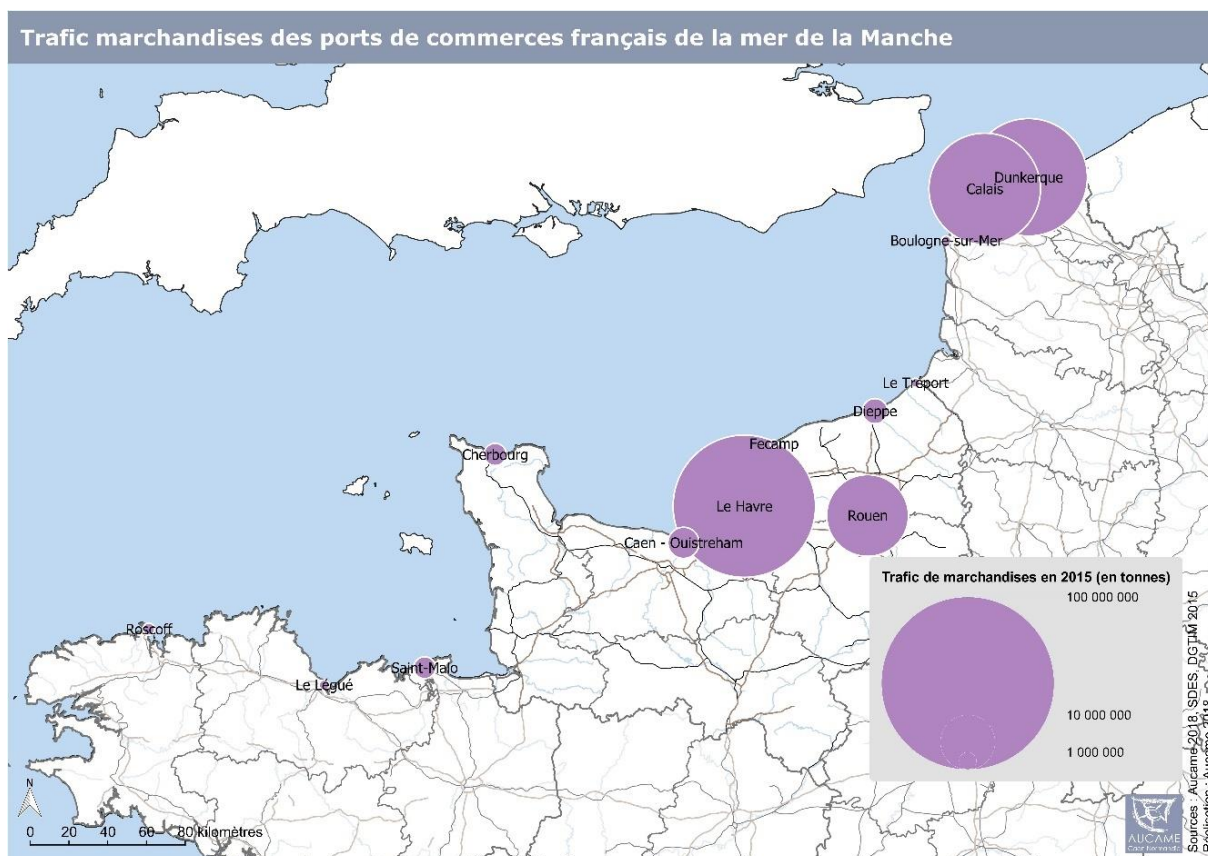 Trafic marchandises des ports de commerces français de la mer de la Manche
Dunkerque
Calais
Boulogne-sur-Mer
Le Tréport
Dieppe
Fecamp
Cherbourg
Le Havre
Rouen
Caen - Ouistreham
Roscoff
Saint-Malo
Le Légué
Trafic de marchandises en 2015 (en tonnes)
100 000 000
10 000 000
1 000 000
N
0 20 40 60 80 kilomètres
Sources : Aucame 2018, SDES, DGTIM 2015
AUCAME
Caen Normandie